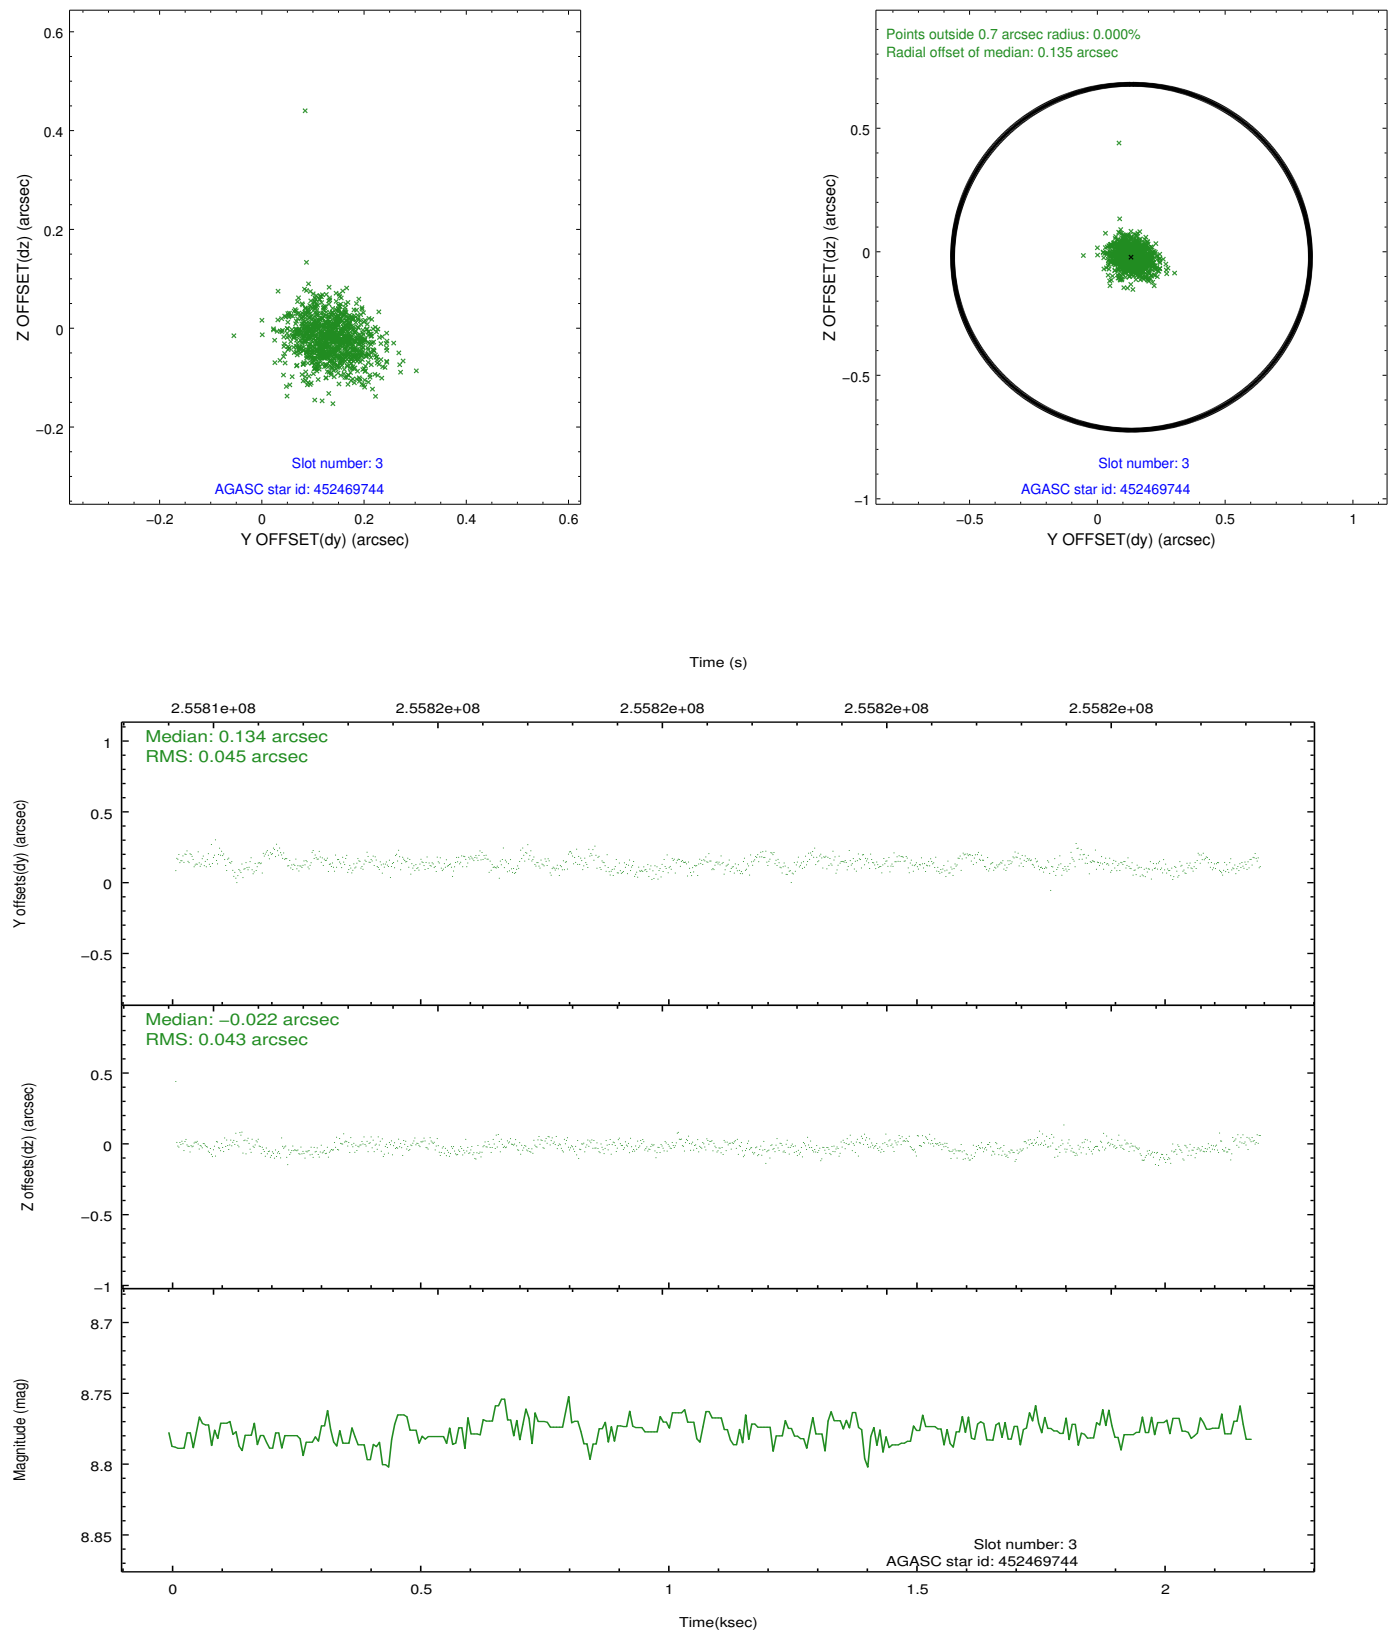 0.6
0.4
0.2
0
−0.2
Z OFFSET(dz) (arcsec)
Slot number: 3
AGASC star id: 452469744
−0.2 0 0.2 0.4 0.6
Y OFFSET(dy) (arcsec)
Points outside 0.7 arcsec radius: 0.000%
Radial offset of median: 0.135 arcsec
0.5
0
−0.5
−1
Z OFFSET(dz) (arcsec)
Slot number: 3
AGASC star id: 452469744
−0.5 0 0.5 1
Y OFFSET(dy) (arcsec)
Time (s)
2.5581e+08 2.5582e+08 2.5582e+08 2.5582e+08 2.5582e+08
Median: 0.134 arcsec
RMS: 0.045 arcsec
1
0.5
0
−0.5
Y offsets(dy) (arcsec)
Median: −0.022 arcsec
RMS: 0.043 arcsec
0.5
0
−0.5
−1
Z offsets(dz) (arcsec)
8.7
8.75
8.8
8.85
Magnitude (mag)
Slot number: 3
AGASC star id: 452469744
0 0.5 1 1.5 2
Time(ksec)